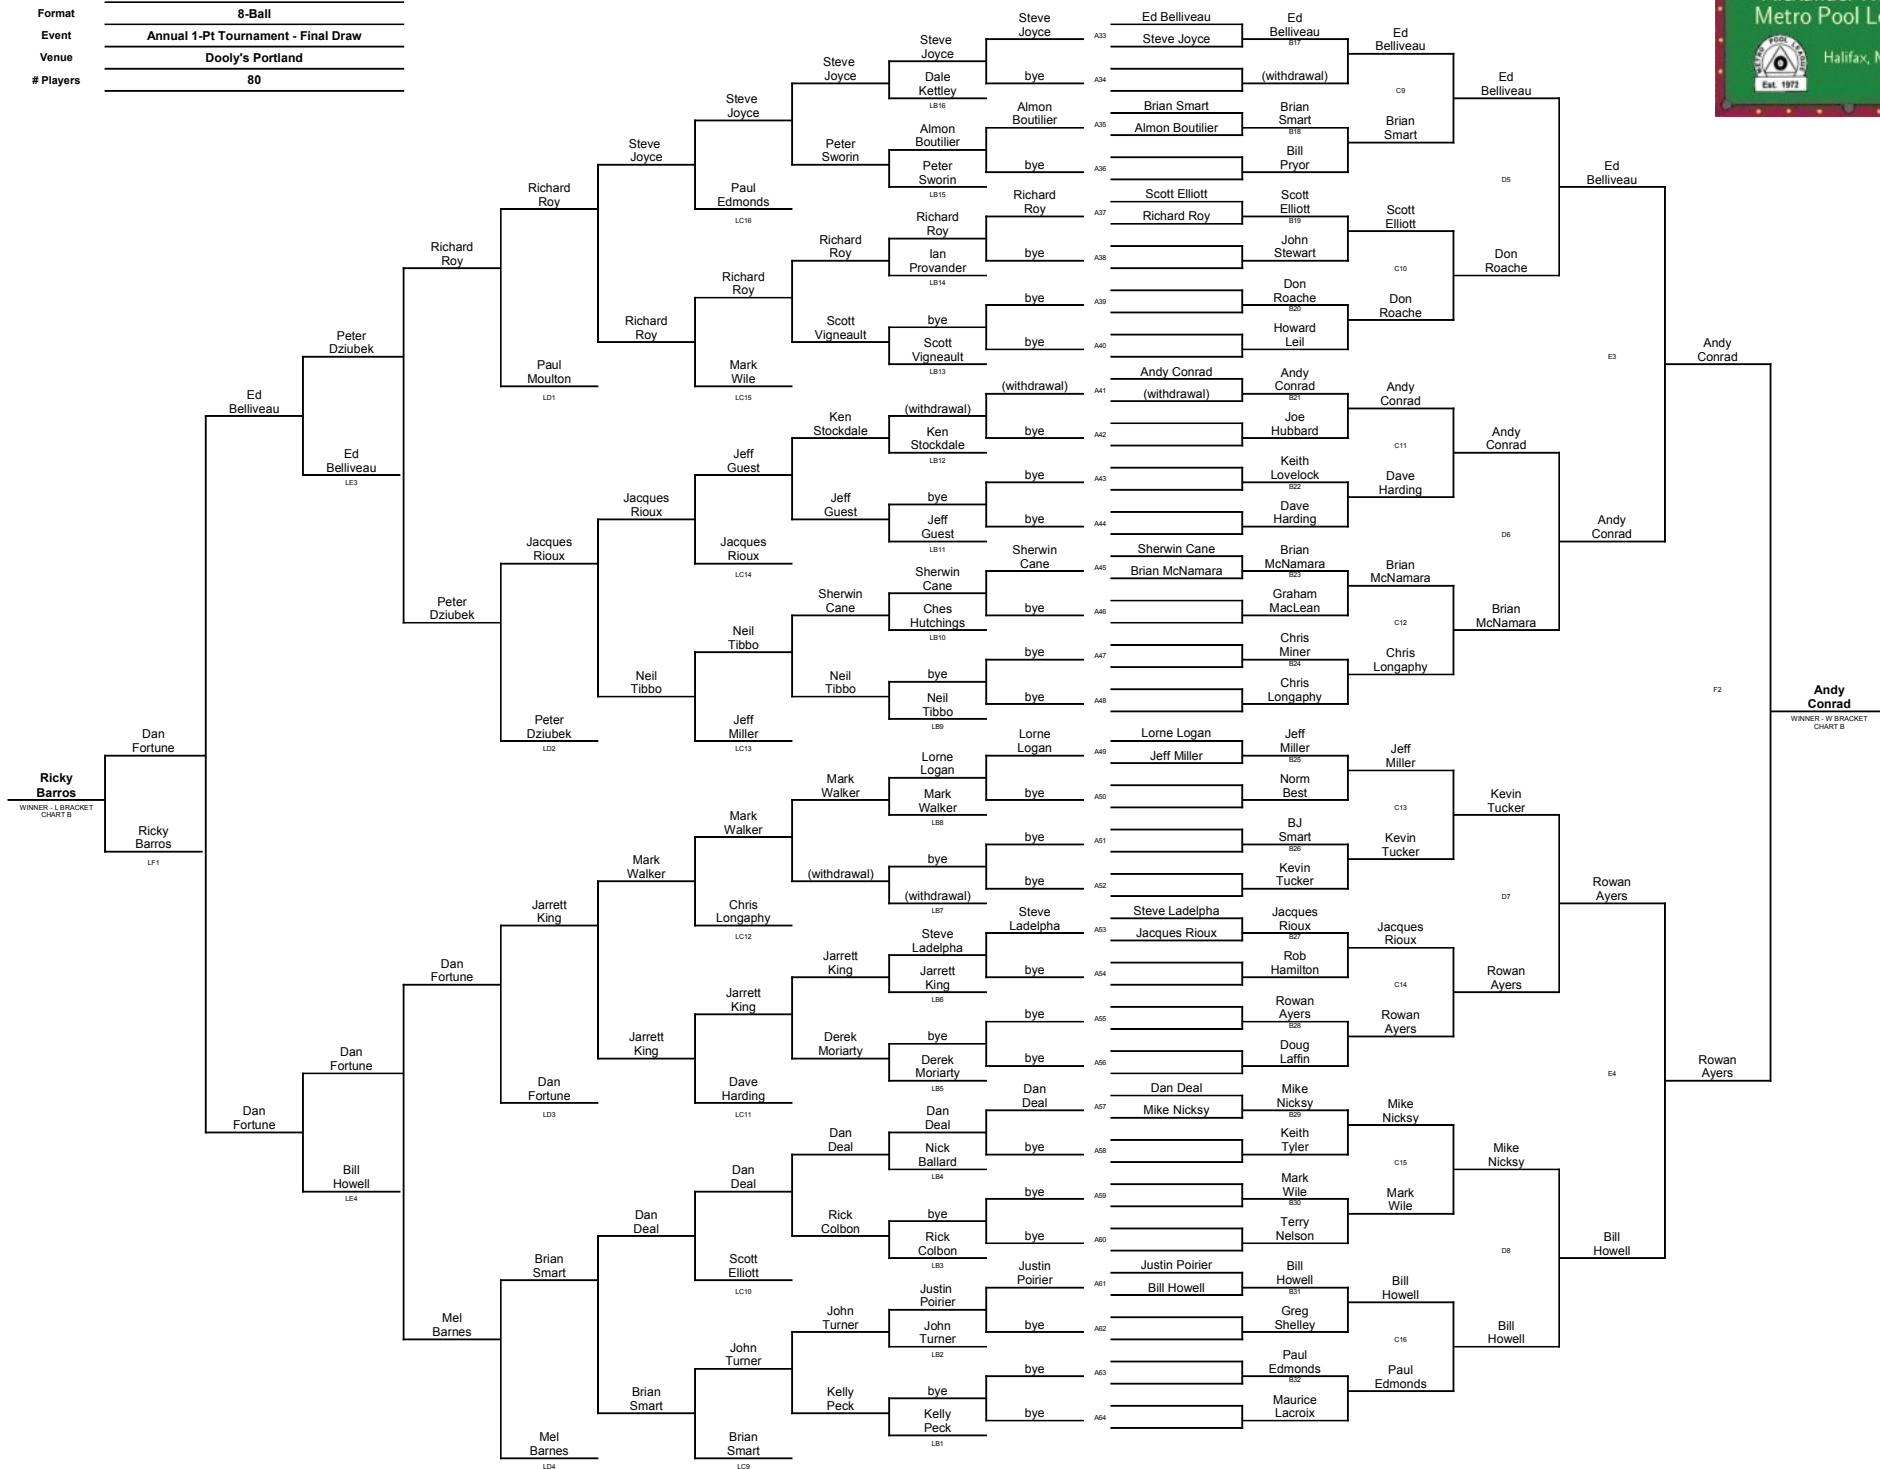 Format 8-Ball
Event Annual 1-Pt Tournament - Final Draw
Venue Dooly's Portland
# Players 80
Metro Pool L
METRO POOL LEAGUE
Est. 1972
Halifax, N
Ricky
Barros
WINNER - L BRACKET
CHART B
Dan
Fortune
Ricky
Barros
LF1
Ed
Belliveau
Dan
Fortune
Peter
Dziubek
Ed
Belliveau
LE3
Dan
Fortune
Bill
Howell
LE4
Richard
Roy
Peter
Dziubek
Dan
Fortune
Mel
Barnes
Richard
Roy
Paul
Moulton
LD1
Jacques
Rioux
Peter
Dziubek
LD2
Jarrett
King
Dan
Fortune
LD3
Brian
Smart
Mel
Barnes
LD4
Steve
Joyce
Richard
Roy
Jacques
Rioux
Neil
Tibbo
Mark
Walker
Jarrett
King
Dan
Deal
Brian
Smart
Steve
Joyce
Paul
Edmonds
LC16
Richard
Roy
Mark
Wile
LC15
Jeff
Guest
Jacques
Rioux
LC14
Neil
Tibbo
Jeff
Miller
LC13
Mark
Walker
Chris
Longaphy
LC12
Jarrett
King
Dave
Harding
LC11
Dan
Deal
Scott
Elliott
LC10
John
Turner
Brian
Smart
LC9
Steve
Joyce
Peter
Sworin
Richard
Roy
Scott
Vigneault
Ken
Stockdale
Jeff
Guest
Sherwin
Cane
Neil
Tibbo
Mark
Walker
(withdrawal)
Jarrett
King
Derek
Moriarty
Dan
Deal
Rick
Colbon
John
Turner
Kelly
Peck
Steve
Joyce
Dale
Kettley
LB16
Almon
Boutilier
Peter
Sworin
LB15
Richard
Roy
Ian
Provander
LB14
bye
Scott
Vigneault
LB13
(withdrawal)
Ken
Stockdale
LB12
bye
Jeff
Guest
LB11
Sherwin
Cane
Ches
Hutchings
LB10
bye
Neil
Tibbo
LB9
Lorne
Logan
Mark
Walker
LB8
bye
(withdrawal)
LB7
Steve
Ladelpha
Jarrett
King
LB6
bye
Derek
Moriarty
LB5
Dan
Deal
Nick
Ballard
LB4
bye
Rick
Colbon
LB3
Justin
Poirier
John
Turner
LB2
bye
Kelly
Peck
LB1
Steve
Joyce
bye
Almon
Boutilier
bye
Richard
Roy
bye
bye
bye
(withdrawal)
bye
bye
bye
Sherwin
Cane
bye
bye
bye
Lorne
Logan
bye
bye
bye
Steve
Ladelpha
bye
bye
bye
Dan
Deal
bye
bye
bye
Justin
Poirier
bye
bye
bye
A33
A34
A35
A36
A37
A38
A39
A40
A41
A42
A43
A44
A45
A46
A47
A48
A49
A50
A51
A52
A53
A54
A55
A56
A57
A58
A59
A60
A61
A62
A63
A64
Ed Belliveau
Steve Joyce
Brian Smart
Almon Boutilier
Scott Elliott
Richard Roy
Andy Conrad
(withdrawal)
Sherwin Cane
Brian McNamara
Lorne Logan
Jeff Miller
Steve Ladelpha
Jacques Rioux
Dan Deal
Mike Nicksy
Justin Poirier
Bill Howell
Ed
Belliveau
B17
(withdrawal)
Brian
Smart
B18
Bill
Pryor
Scott
Elliott
B19
John
Stewart
Don
Roache
B20
Howard
Leil
Andy
Conrad
B21
Joe
Hubbard
Keith
Lovelock
B22
Dave
Harding
Brian
McNamara
B23
Graham
MacLean
Chris
Miner
B24
Chris
Longaphy
Jeff
Miller
B25
Norm
Best
BJ
Smart
B26
Kevin
Tucker
Jacques
Rioux
B27
Rob
Hamilton
Rowan
Ayers
B28
Doug
Laffin
Mike
Nicksy
B29
Keith
Tyler
Mark
Wile
B30
Terry
Nelson
Bill
Howell
B31
Greg
Shelley
Paul
Edmonds
B32
Maurice
Lacroix
Ed
Belliveau
C9
Brian
Smart
Scott
Elliott
C10
Don
Roache
Andy
Conrad
C11
Dave
Harding
Brian
McNamara
C12
Chris
Longaphy
Jeff
Miller
C13
Kevin
Tucker
Jacques
Rioux
C14
Rowan
Ayers
Mike
Nicksy
C15
Mark
Wile
Bill
Howell
C16
Paul
Edmonds
Ed
Belliveau
D5
Don
Roache
Andy
Conrad
D6
Brian
McNamara
Kevin
Tucker
D7
Rowan
Ayers
Mike
Nicksy
D8
Bill
Howell
Ed
Belliveau
E3
Andy
Conrad
Rowan
Ayers
E4
Bill
Howell
Andy
Conrad
F2
Rowan
Ayers
Andy
Conrad
WINNER - W BRACKET
CHART B